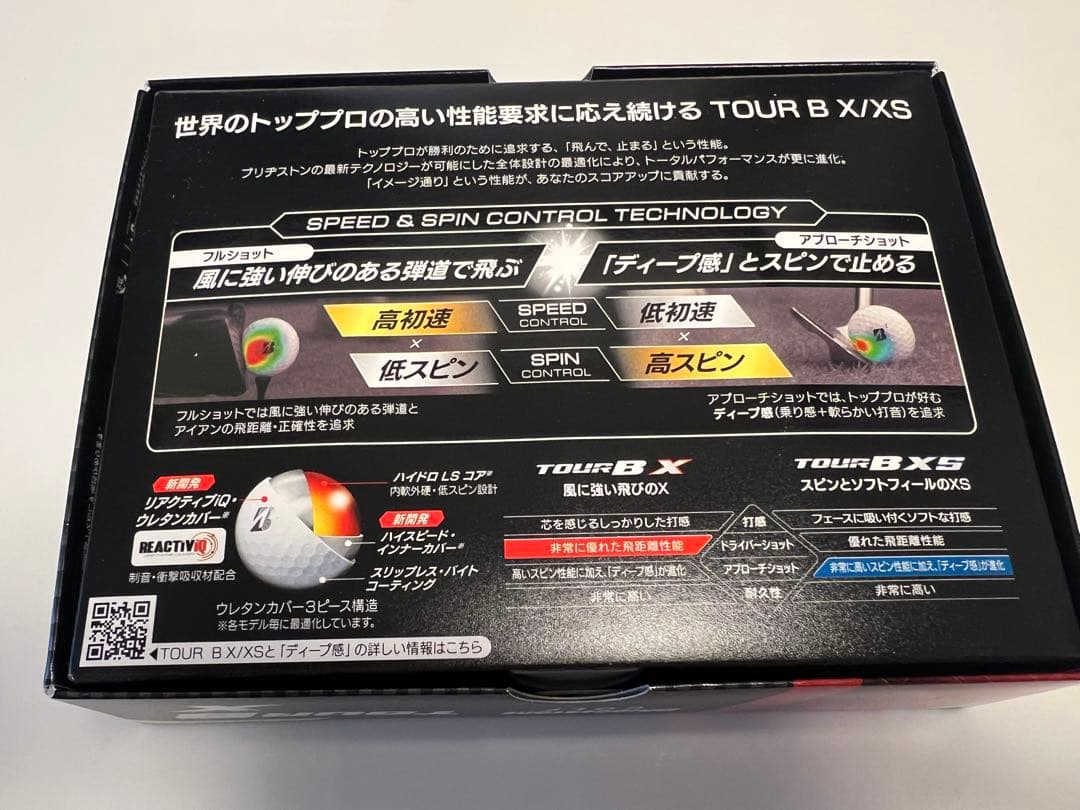 世界のトッププロの高い性能要求に応え続ける TOUR B X/XS
トッププロが勝利のために追求する、「飛んで、止まる」という性能。
ブリヂストンの最新テクノロジーが可能にした全体設計の最適化により、トータルパフォーマンスが更に進化。
「イメージ通り」という性能が、あなたのスコアアップに貢献する。
SPEED & SPIN CONTROL TECHNOLOGY
フルショット
風に強い伸びのある弾道で飛ぶ
アプローチショット
「ディープ感」とスピンで止める
高初速
×
低スピン
SPEED
CONTROL
SPIN
CONTROL
低初速
×
高スピン
フルショットでは風に強い伸びのある弾道と
アイアンの飛距離・正確性を追求
アプローチショットでは、トッププロが好む
ディープ感(乗り感+軟らかい打音)を追求
新開発
リアクティブiQ・
ウレタンカバー※
REACTIV iQ
制音・衝撃吸収材配合
ハイドロ LS コア※
内軟外硬・低スピン設計
新開発
ハイスピード・
インナーカバー※
スリップレス・バイト
コーティング
ウレタンカバー3ピース構造
※各モデル毎に最適化しています。
◀TOUR B X/XSと「ディープ感」の詳しい情報はこちら
TOUR B X
風に強い飛びのX
TOUR B XS
スピンとソフトフィールのXS
芯を感じるしっかりした打感 打感 フェースに吸い付くソフトな打感
非常に優れた飛距離性能 ドライバーショット 優れた飛距離性能
高いスピン性能に加え、「ディープ感」が進化 アプローチショット 非常に高いスピン性能に加え、「ディープ感」が進化
非常に高い 耐久性 非常に高い